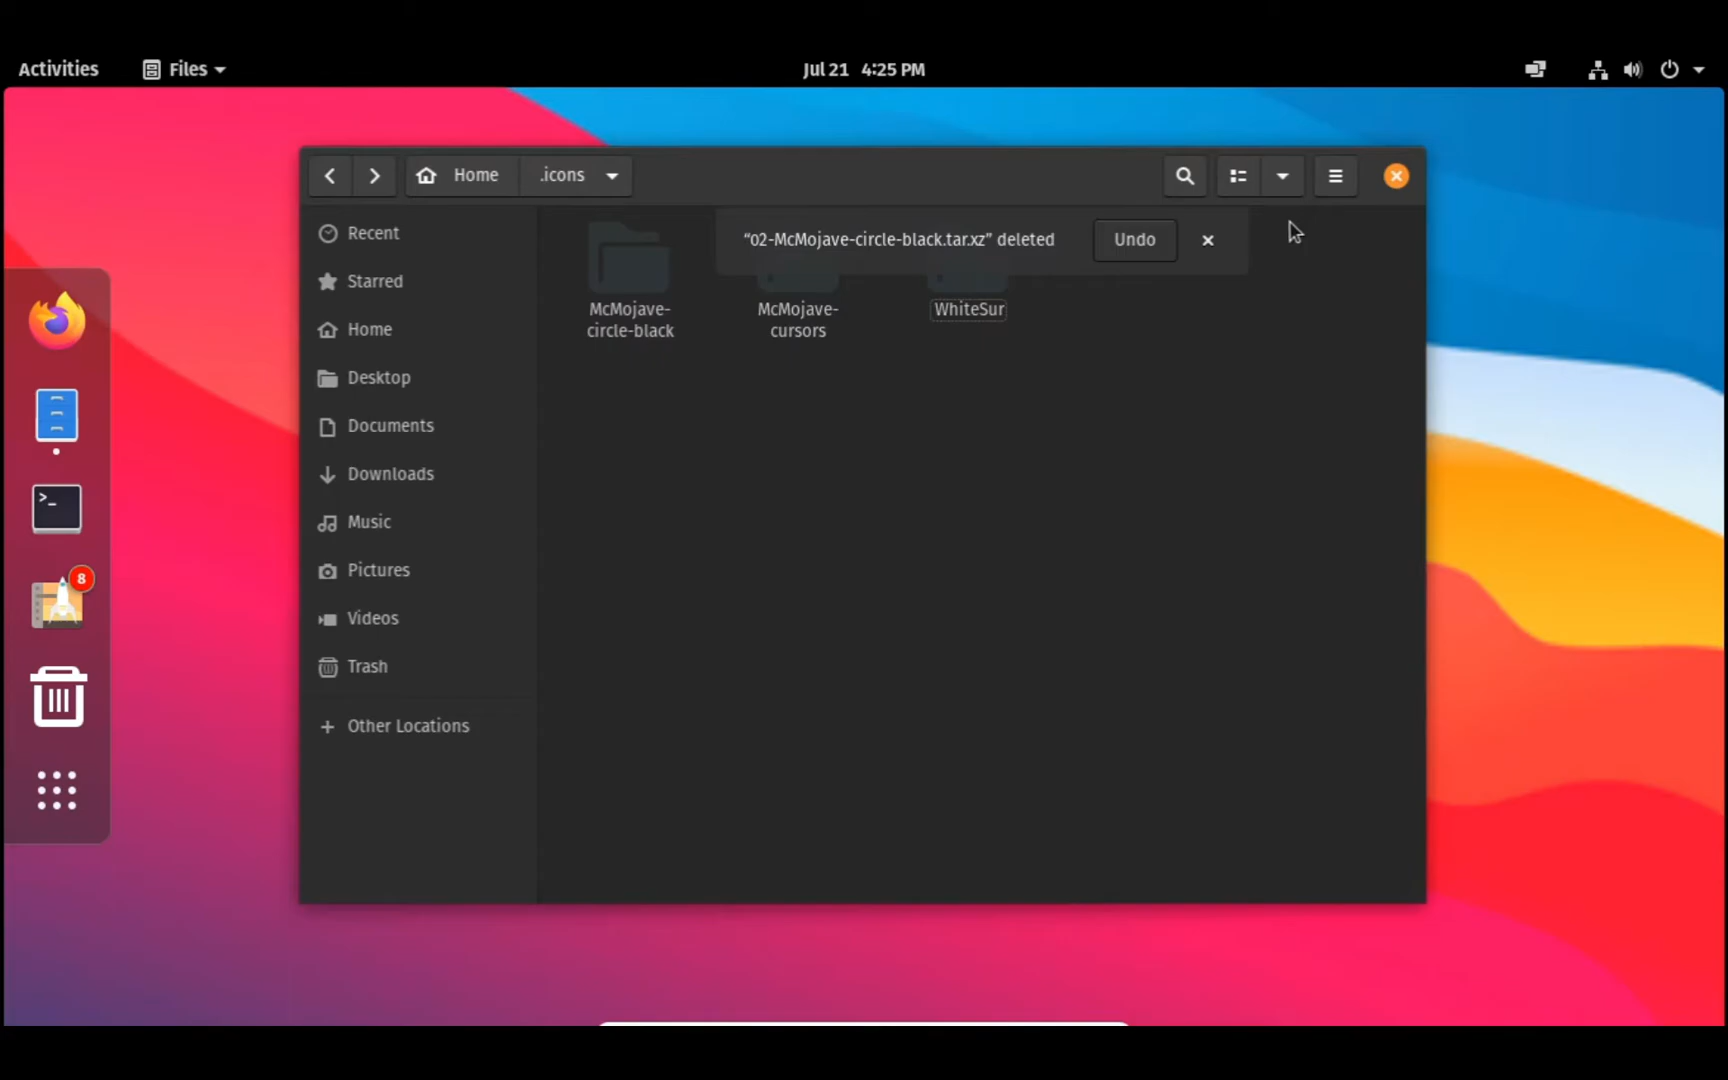 Activities Files Jul 21 4:25 PM
Home .icons
Recent
Starred
Home
Desktop
Documents
Downloads
Music
Pictures
Videos
Trash
Other Locations
“02-McMojave-circle-black.tar.xz” deleted Undo
McMojave-
circle-black
McMojave-
cursors
WhiteSur
>_
8